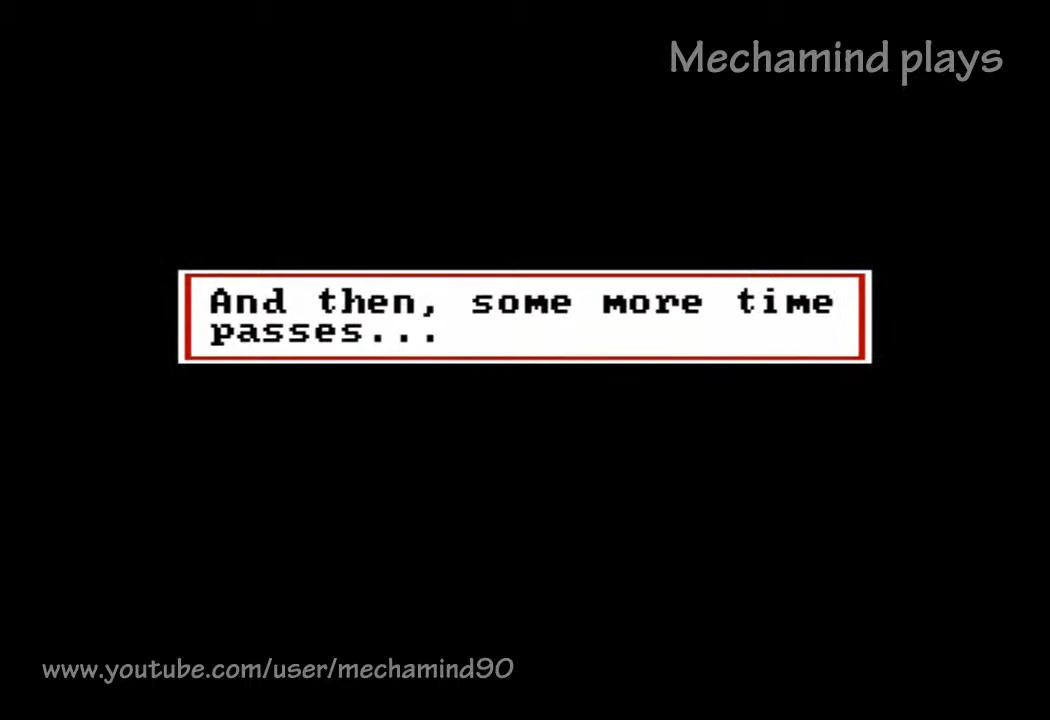 Mechamind plays
And then, some more time
passes...
www.youtube.com/user/mechamind90